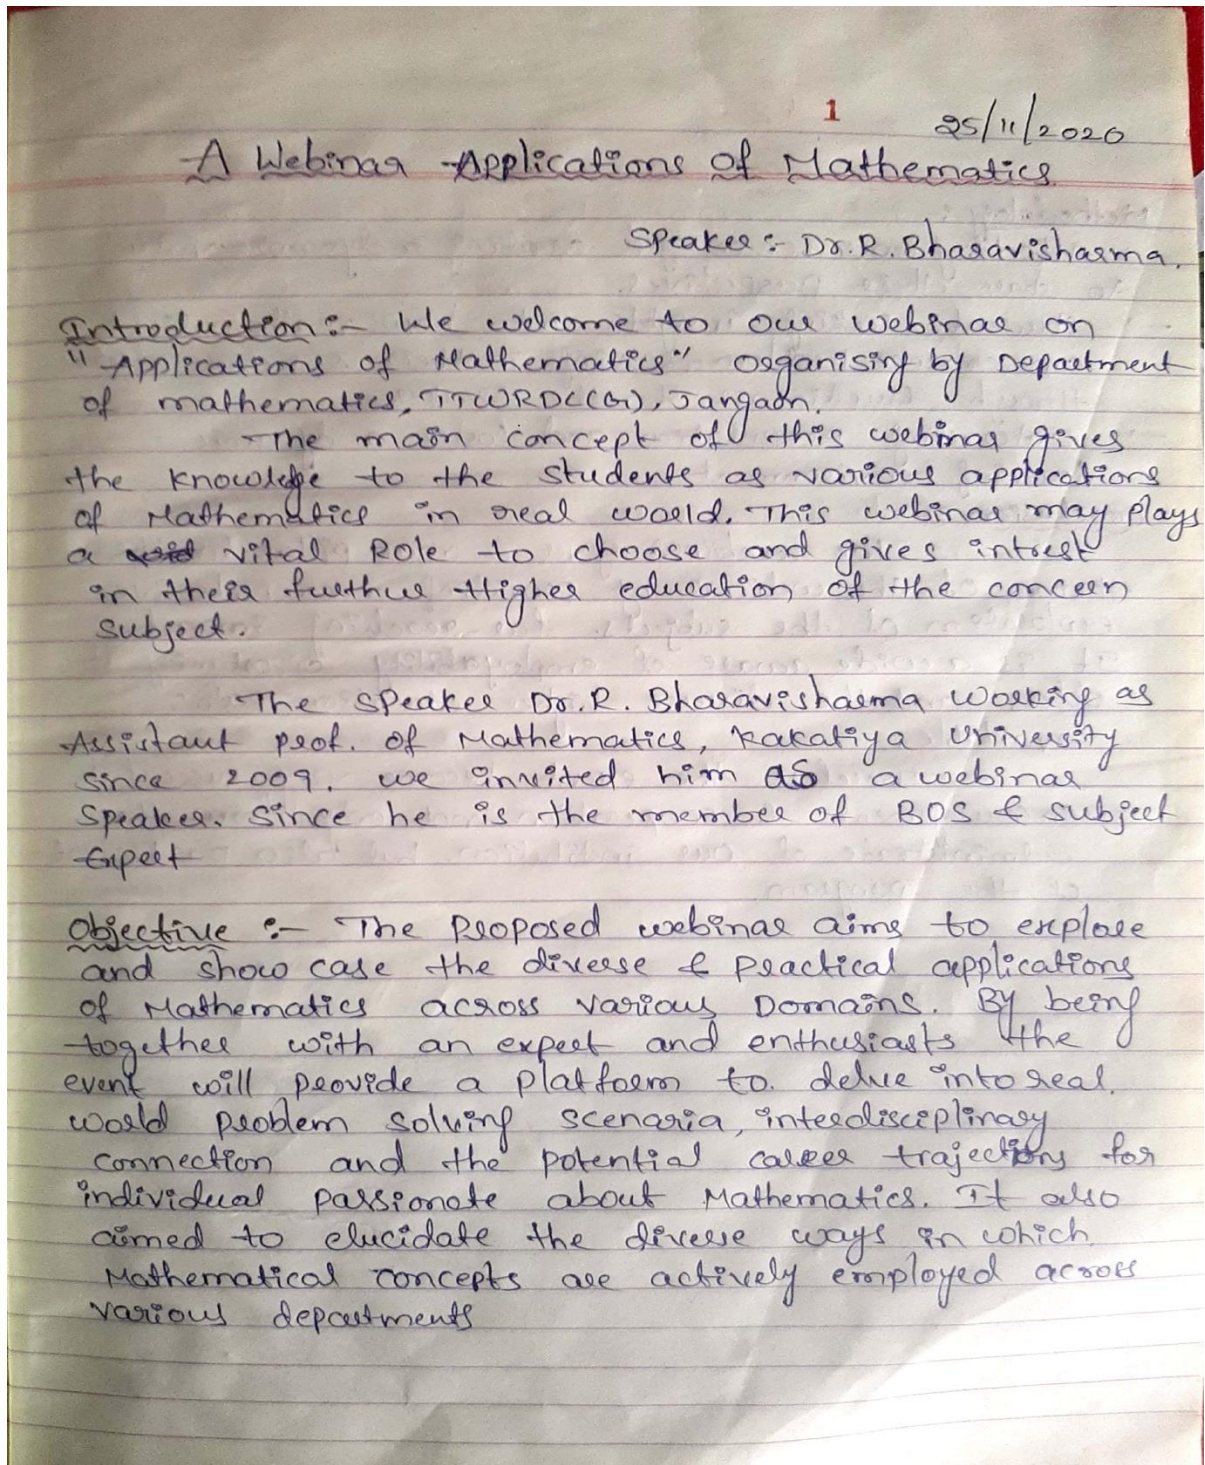 1
25/11/2020
A Webinar Applications of Mathematics
Speaker :- Dr. R. Bharavisharma.
Introduction :- We welcome to our webinar on
"Applications of Mathematics" organising by Department
of mathematics, TTWRDC(G), Jangaon.
The main concept of this webinar gives
the knowledge to the students as various applications
of Mathematics in real world. This webinar may plays
a vital Role to choose and gives intrest
in their further Higher education of the concern
subject.
The speaker Dr. R. Bharavisharma working as
Assistant prof. of Mathematics, Kakatiya University
since 2009. we invited him as a webinar
Speaker. Since he is the member of BOS & subject
Expert
Objective :- The Proposed webinar aims to explore
and show case the diverse & practical applications
of Mathematics across various Domains. By being
together with an expert and enthusiasts the
event will provide a platform to. delve into real.
world problem solving scenaria, interdisciplinary
connection and the potential career trajections for
individual passionate about Mathematics. It also
aimed to elucidate the diverse ways in which
Mathematical concepts are actively employed across
various departments